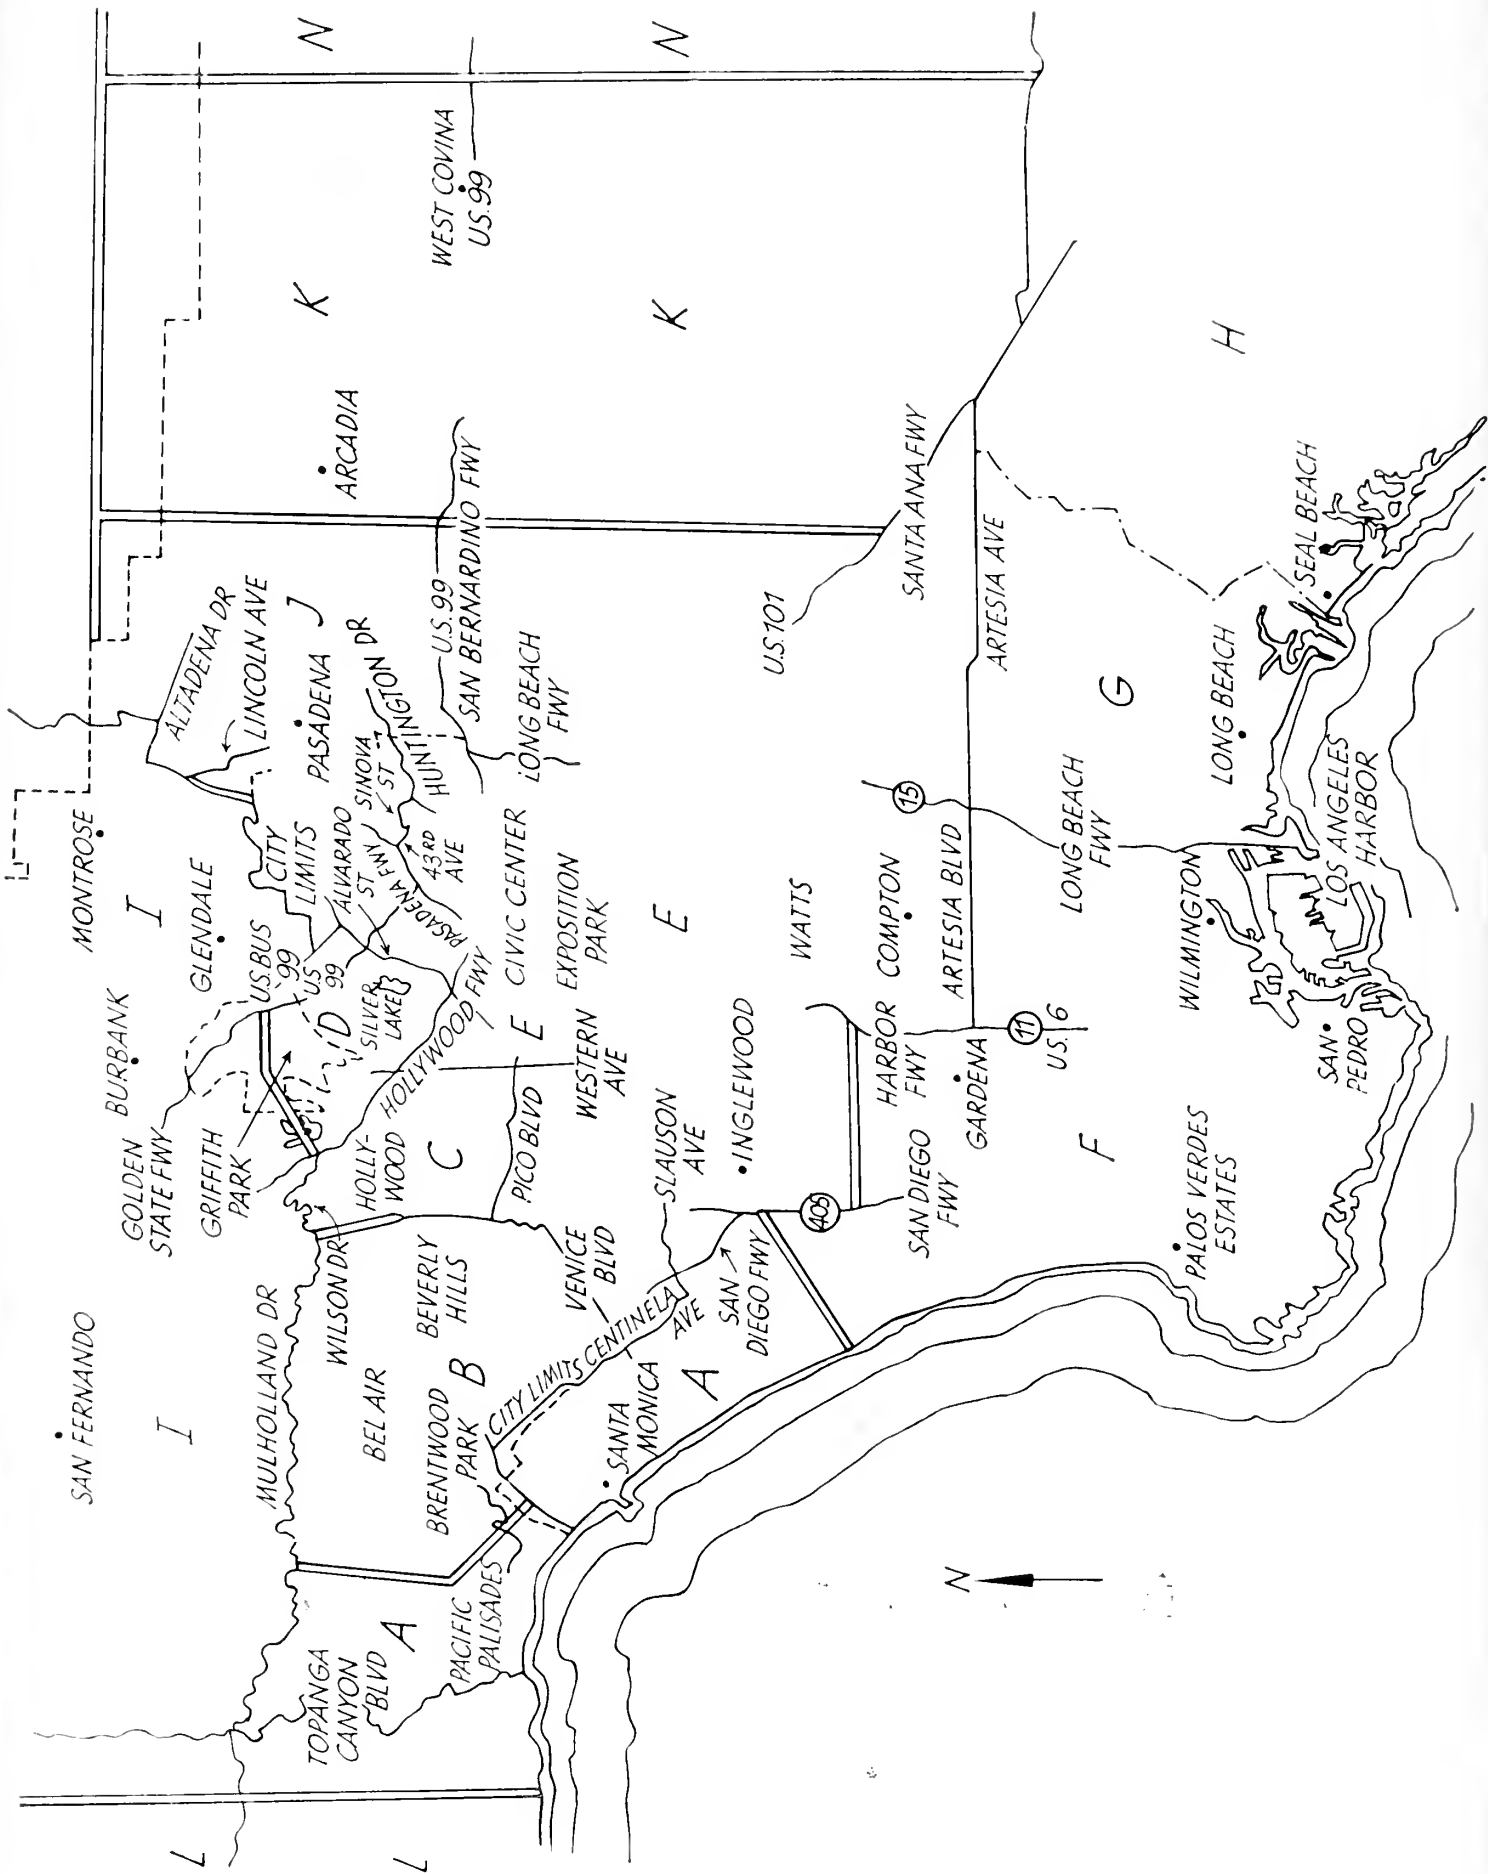 SAN FERNANDO
BURBANK
MONTROSE
I
I
GOLDEN
STATE FWY
GLENDALE
GRIFFITH
PARK
U.S.BUS
99
US
99
ALTADENA DR
LINCOLN AVE
MULHOLLAND DR
WILSON DR
HOLLY-
WOOD
HOLLYWOOD FWY
D
SILVER
LAKE
CITY
LIMITS
ALVARADO
ST
PASADENA
J
SINOVA
ST
HUNTINGTON DR
PASADENA FWY
43RD
AVE
K
N
ARCADIA
L
TOPANGA
CANYON
BLVD
A
BEL AIR
BEVERLY
HILLS
C
BRENTWOOD
PARK
B
PACIFIC
PALISADES
L
U.S.99
SAN BERNARDINO FWY
WEST COVINA
U.S.99
CITY LIMITS
CENTINELA
AVE
PICO BLVD
E
CIVIC CENTER
LONG BEACH
FWY
VENICE
BLVD
WESTERN
AVE
EXPOSITION
PARK
SANTA
MONICA
SLAUSON
AVE
E
K
N
A
SAN
DIEGO FWY
INGLEWOOD
WATTS
U.S.101
405
HARBOR
FWY
COMPTON
15
SAN DIEGO
FWY
SANTA ANA FWY
GARDENA
ARTESIA BLVD
ARTESIA AVE
11
U.S. 6
N
F
LONG BEACH
FWY
G
PALOS VERDES
ESTATES
WILMINGTON
LONG BEACH
H
SAN
PEDRO
LOS ANGELES
HARBOR
SEAL BEACH